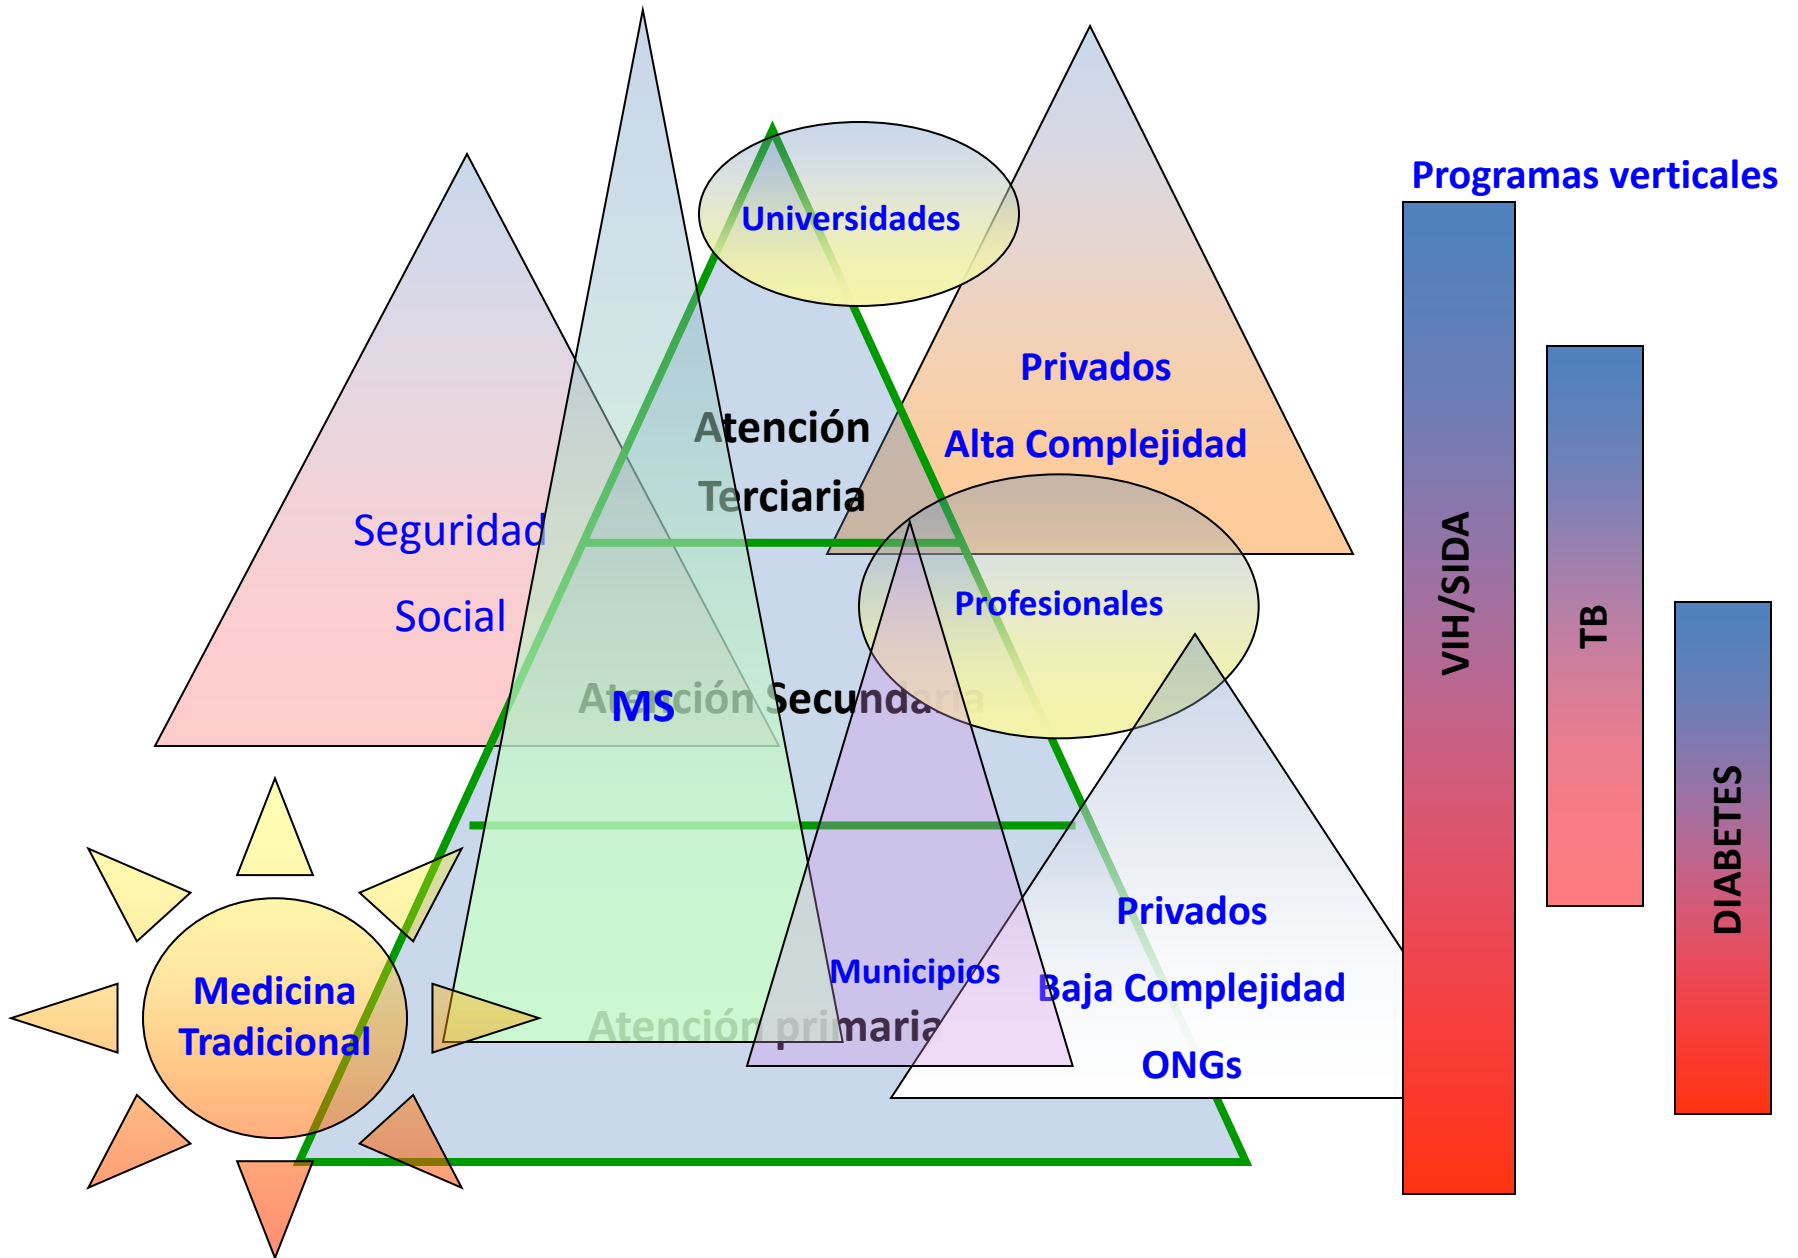 Programas verticales
Universidades
Privados
Alta Complejidad
Atención
Terciaria
Seguridad
Social
Profesionales
VIH/SIDA
TB
DIABETES
Atención Secundaria
MS
Privados
Baja Complejidad
ONGs
Municipios
Atención primaria
Medicina
Tradicional